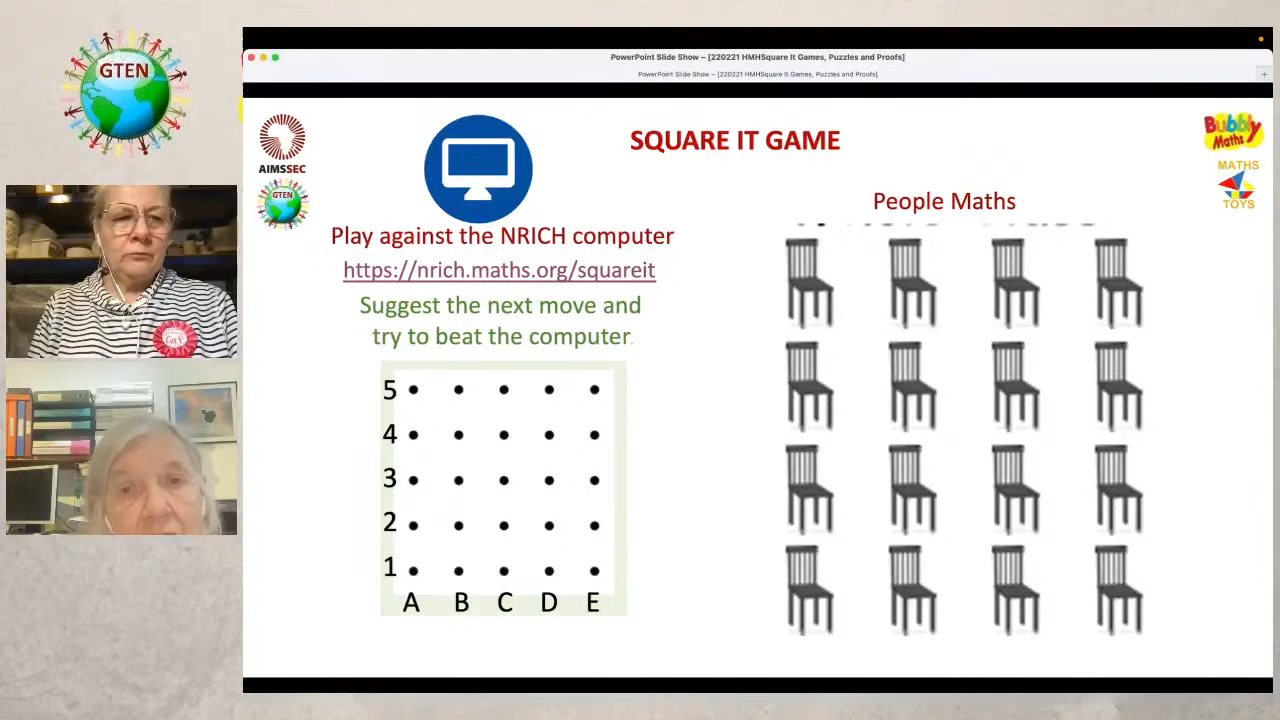 GTEN
PowerPoint Slide Show – [220221 HMHSquare It Games, Puzzles and Proofs]
PowerPoint Slide Show – [220221 HMHSquare It Games, Puzzles and Proofs]
AIMSSEC
GTEN
SQUARE IT GAME
Bubbly
Maths
MATHS
TOYS
Play against the NRICH computer
https://nrich.maths.org/squareit
Suggest the next move and
try to beat the computer.
5
4
3
2
1
A B C D E
People Maths